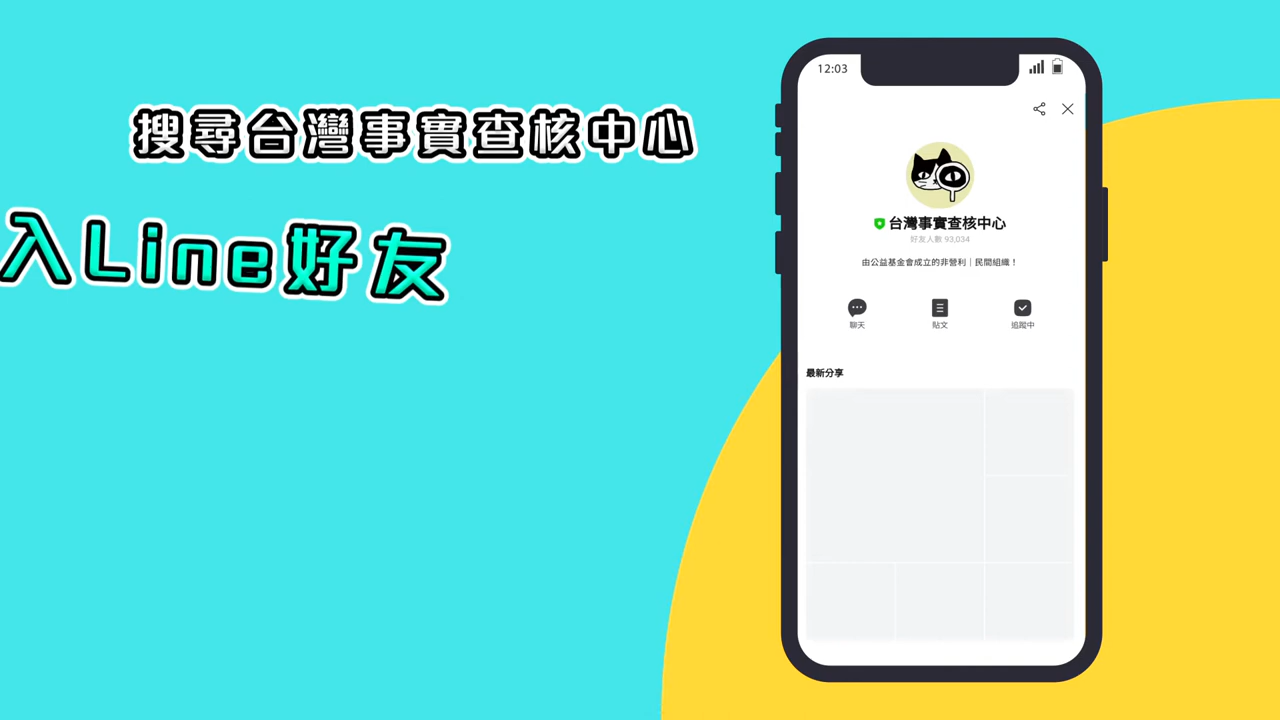 搜尋台灣事實查核中心
入Line好友
12:03
台灣事實查核中心
好友人數 93,034
由公益基金會成立的非營利｜民間組織！
聊天
貼文
追蹤中
最新分享